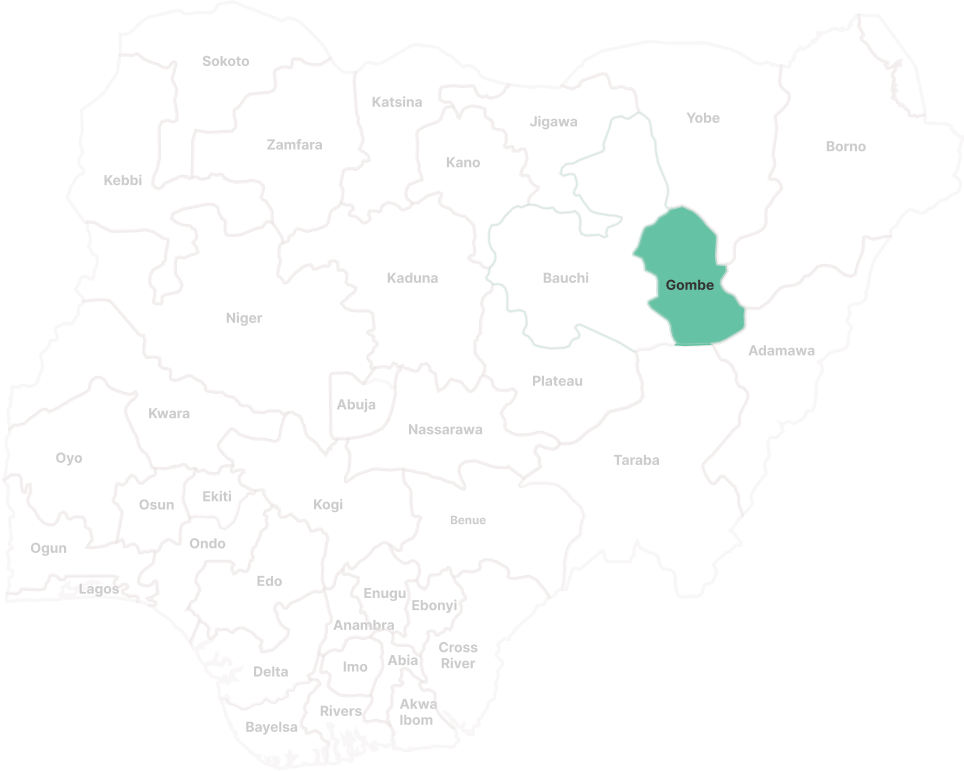 Sokoto
Katsina
Jigawa
Yobe
Borno
Zamfara
Kano
Kebbi
Kaduna
Bauchi
Gombe
Niger
Adamawa
Plateau
Abuja
Kwara
Nassarawa
Oyo
Taraba
Osun
Ekiti
Kogi
Benue
Ogun
Ondo
Edo
Lagos
Enugu
Ebonyi
Anambra
Cross
River
Delta
Imo
Abia
Rivers
Akwa
Ibom
Bayelsa